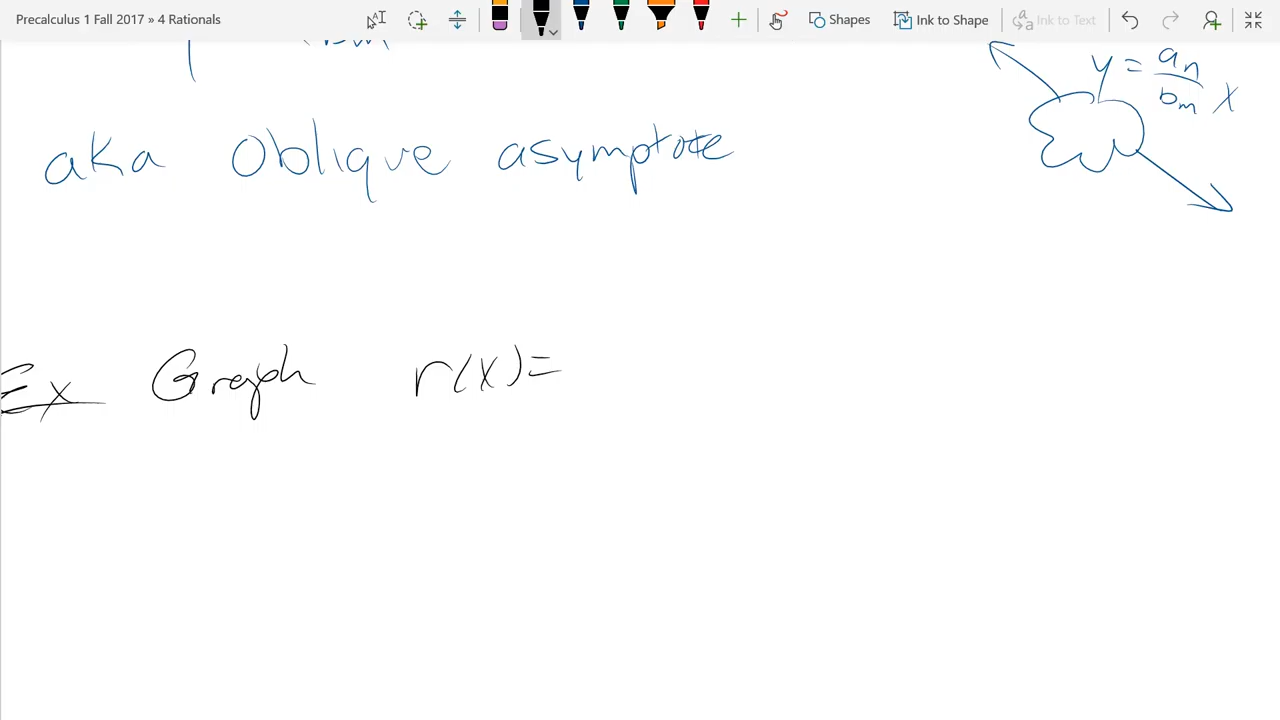 Precalculus 1 Fall 2017 » 4 Rationals
Shapes
Ink to Shape
Ink to Text
y = an/bm x
aka Oblique asymptote
Ex Graph r(x)=